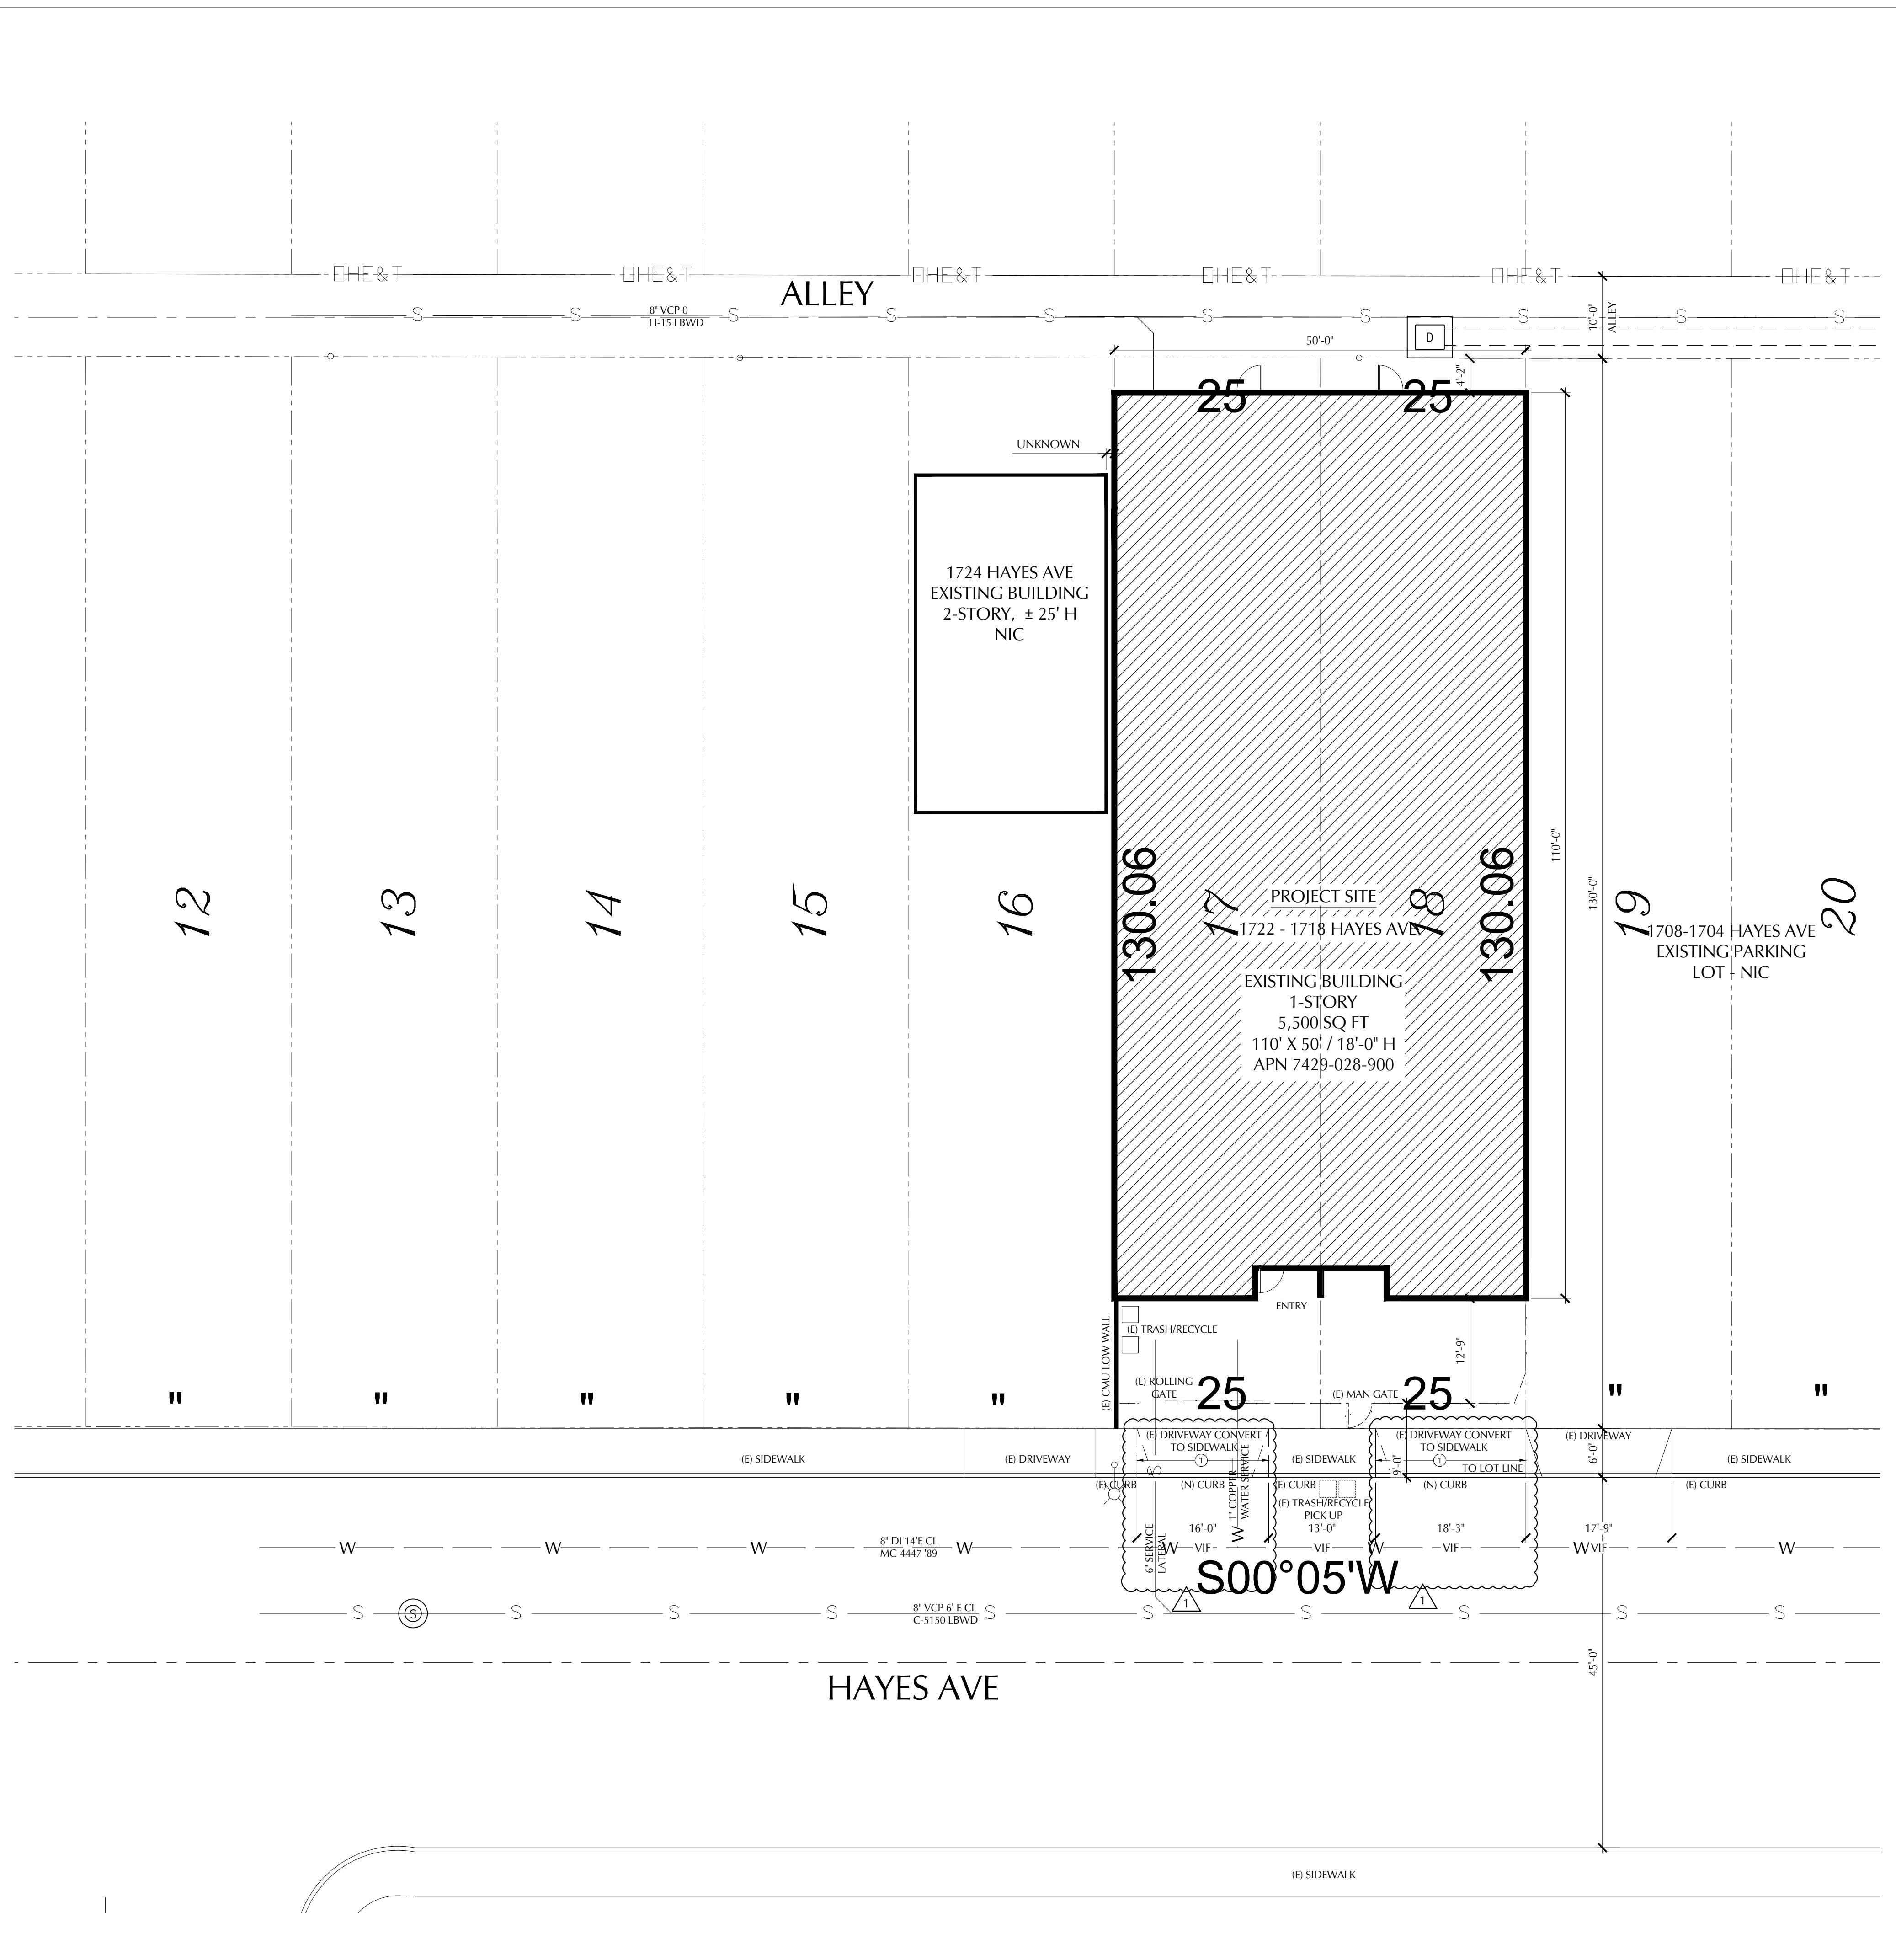 OHE&T OHE&T OHE&T OHE&T OHE&T OHE&T
ALLEY
8" VCP 0
H-15 LBWD
S S S S S S S S S S
10'-0"
ALLEY
D
50'-0"
4'-2"
25 25
UNKNOWN
1724 HAYES AVE
EXISTING BUILDING
2-STORY, ± 25' H
NIC
110'-0"
130'-0"
12 13 14 15 16 17 18 19 20
130.06 130.06
PROJECT SITE
1722 - 1718 HAYES AVE
EXISTING BUILDING
1-STORY
5,500 SQ FT
110' X 50' / 18'-0" H
APN 7429-028-900
1708-1704 HAYES AVE
EXISTING PARKING
LOT - NIC
ENTRY
(E) CMU LOW WALL
(E) TRASH/RECYCLE
12'-9"
(E) ROLLING
GATE
25 25
(E) MAN GATE
" " " " " " "
(E) SIDEWALK
(E) DRIVEWAY
(E) DRIVEWAY CONVERT
TO SIDEWALK
1
(E) SIDEWALK
(E) DRIVEWAY CONVERT
TO SIDEWALK
1
TO LOT LINE
9'-0"
(E) DRIVEWAY
6'-0"
(E) SIDEWALK
S
(E) CURB
(N) CURB
(E) CURB
(N) CURB
(E) CURB
1" COPPER
WATER SERVICE
W
(E) TRASH/RECYCLE
PICK UP
6" SERVICE
LATERAL
16'-0" 13'-0" 18'-3" 17'-9"
VIF VIF VIF VIF
8" DI 14'E CL
MC-4447 '89
W W W W W W W W
S00°05'W
1 1
8" VCP 6' E CL
C-5150 LBWD
S S S S S S S S S S S
HAYES AVE
45'-0"
(E) SIDEWALK